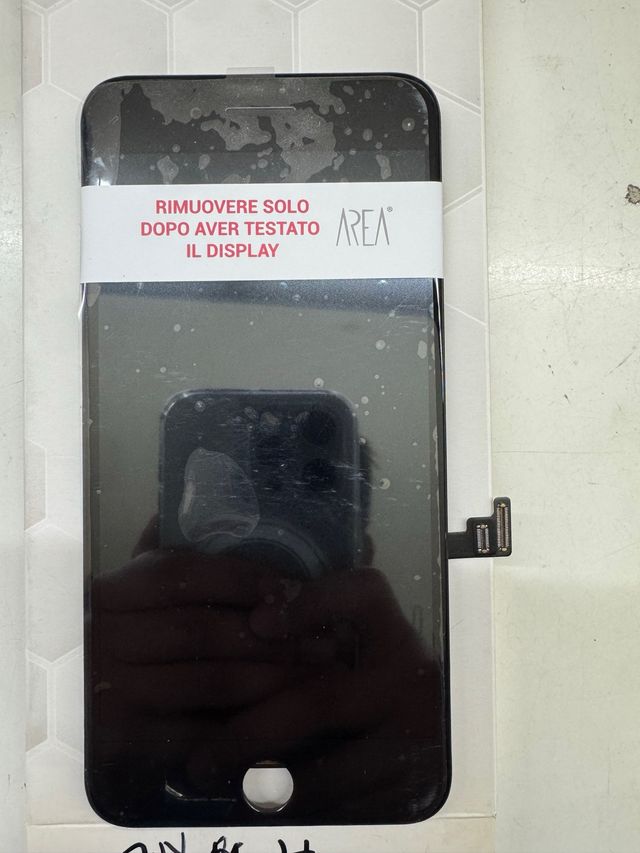 RIMUOVERE SOLO
DOPO AVER TESTATO
IL DISPLAY
AREA®